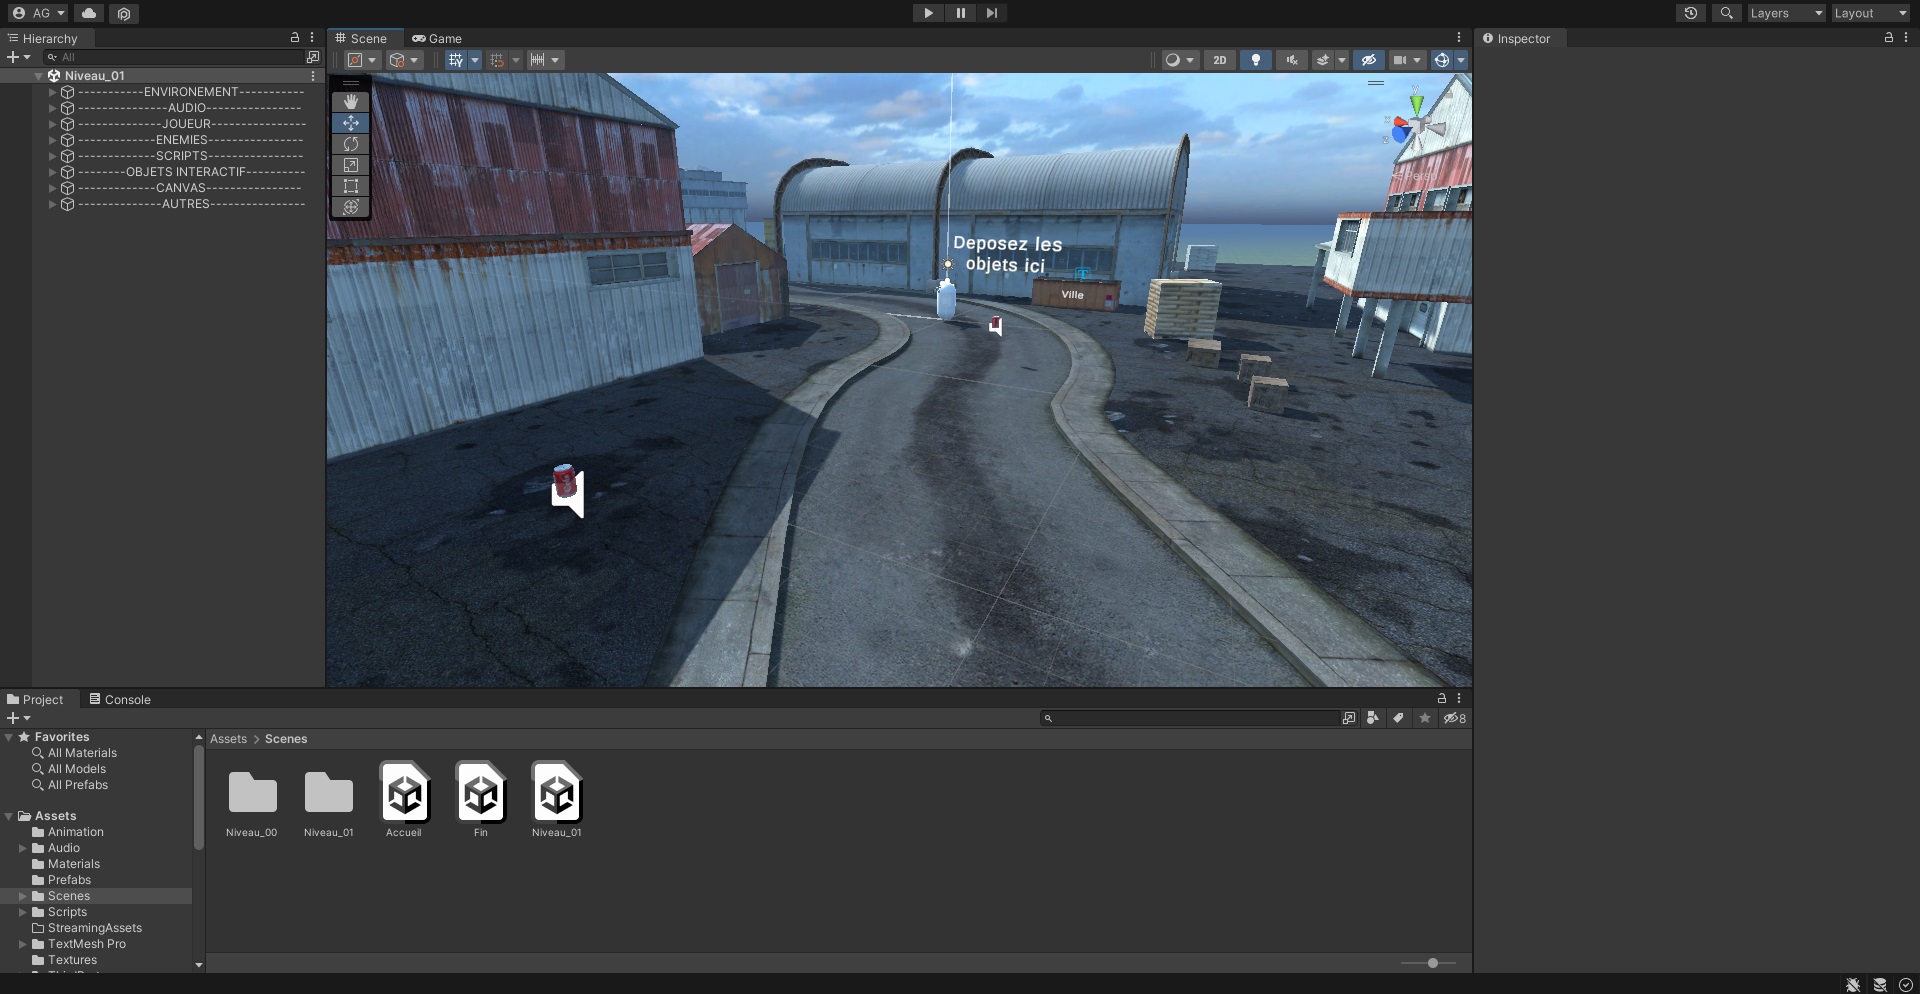 AG
Layers
Layout
Hierarchy
All
Scene
Game
Inspector
2D
Niveau_01
-----------ENVIRONEMENT-----------
---------------AUDIO----------------
--------------JOUEUR----------------
-------------ENEMIES----------------
-------------SCRIPTS----------------
--------OBJETS INTERACTIF----------
-------------CANVAS----------------
--------------AUTRES----------------
y
x
z
Persp
Deposez les
objets ici
Ville
Project
Console
8
Favorites
All Materials
All Models
All Prefabs
Assets
Animation
Audio
Materials
Prefabs
Scenes
Scripts
StreamingAssets
TextMesh Pro
Textures
Assets > Scenes
Niveau_00
Niveau_01
Accueil
Fin
Niveau_01